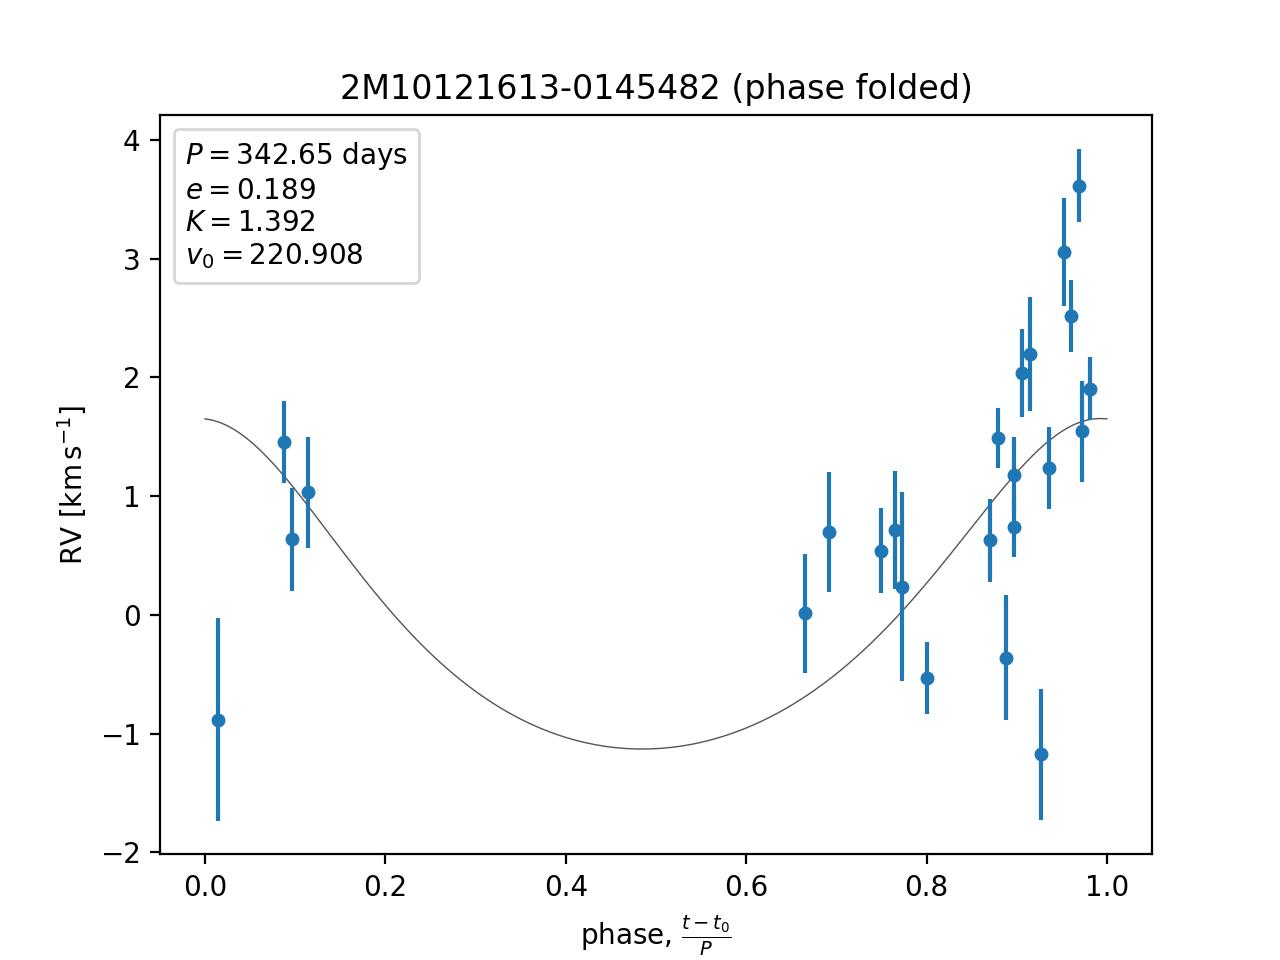 2M10121613-0145482 (phase folded)
P = 342.65 days
e = 0.189
K = 1.392
v₀ = 220.908
4
3
2
1
0
−1
−2
RV [km s⁻¹]
0.0 0.2 0.4 0.6 0.8 1.0
phase, (t − t₀)/P